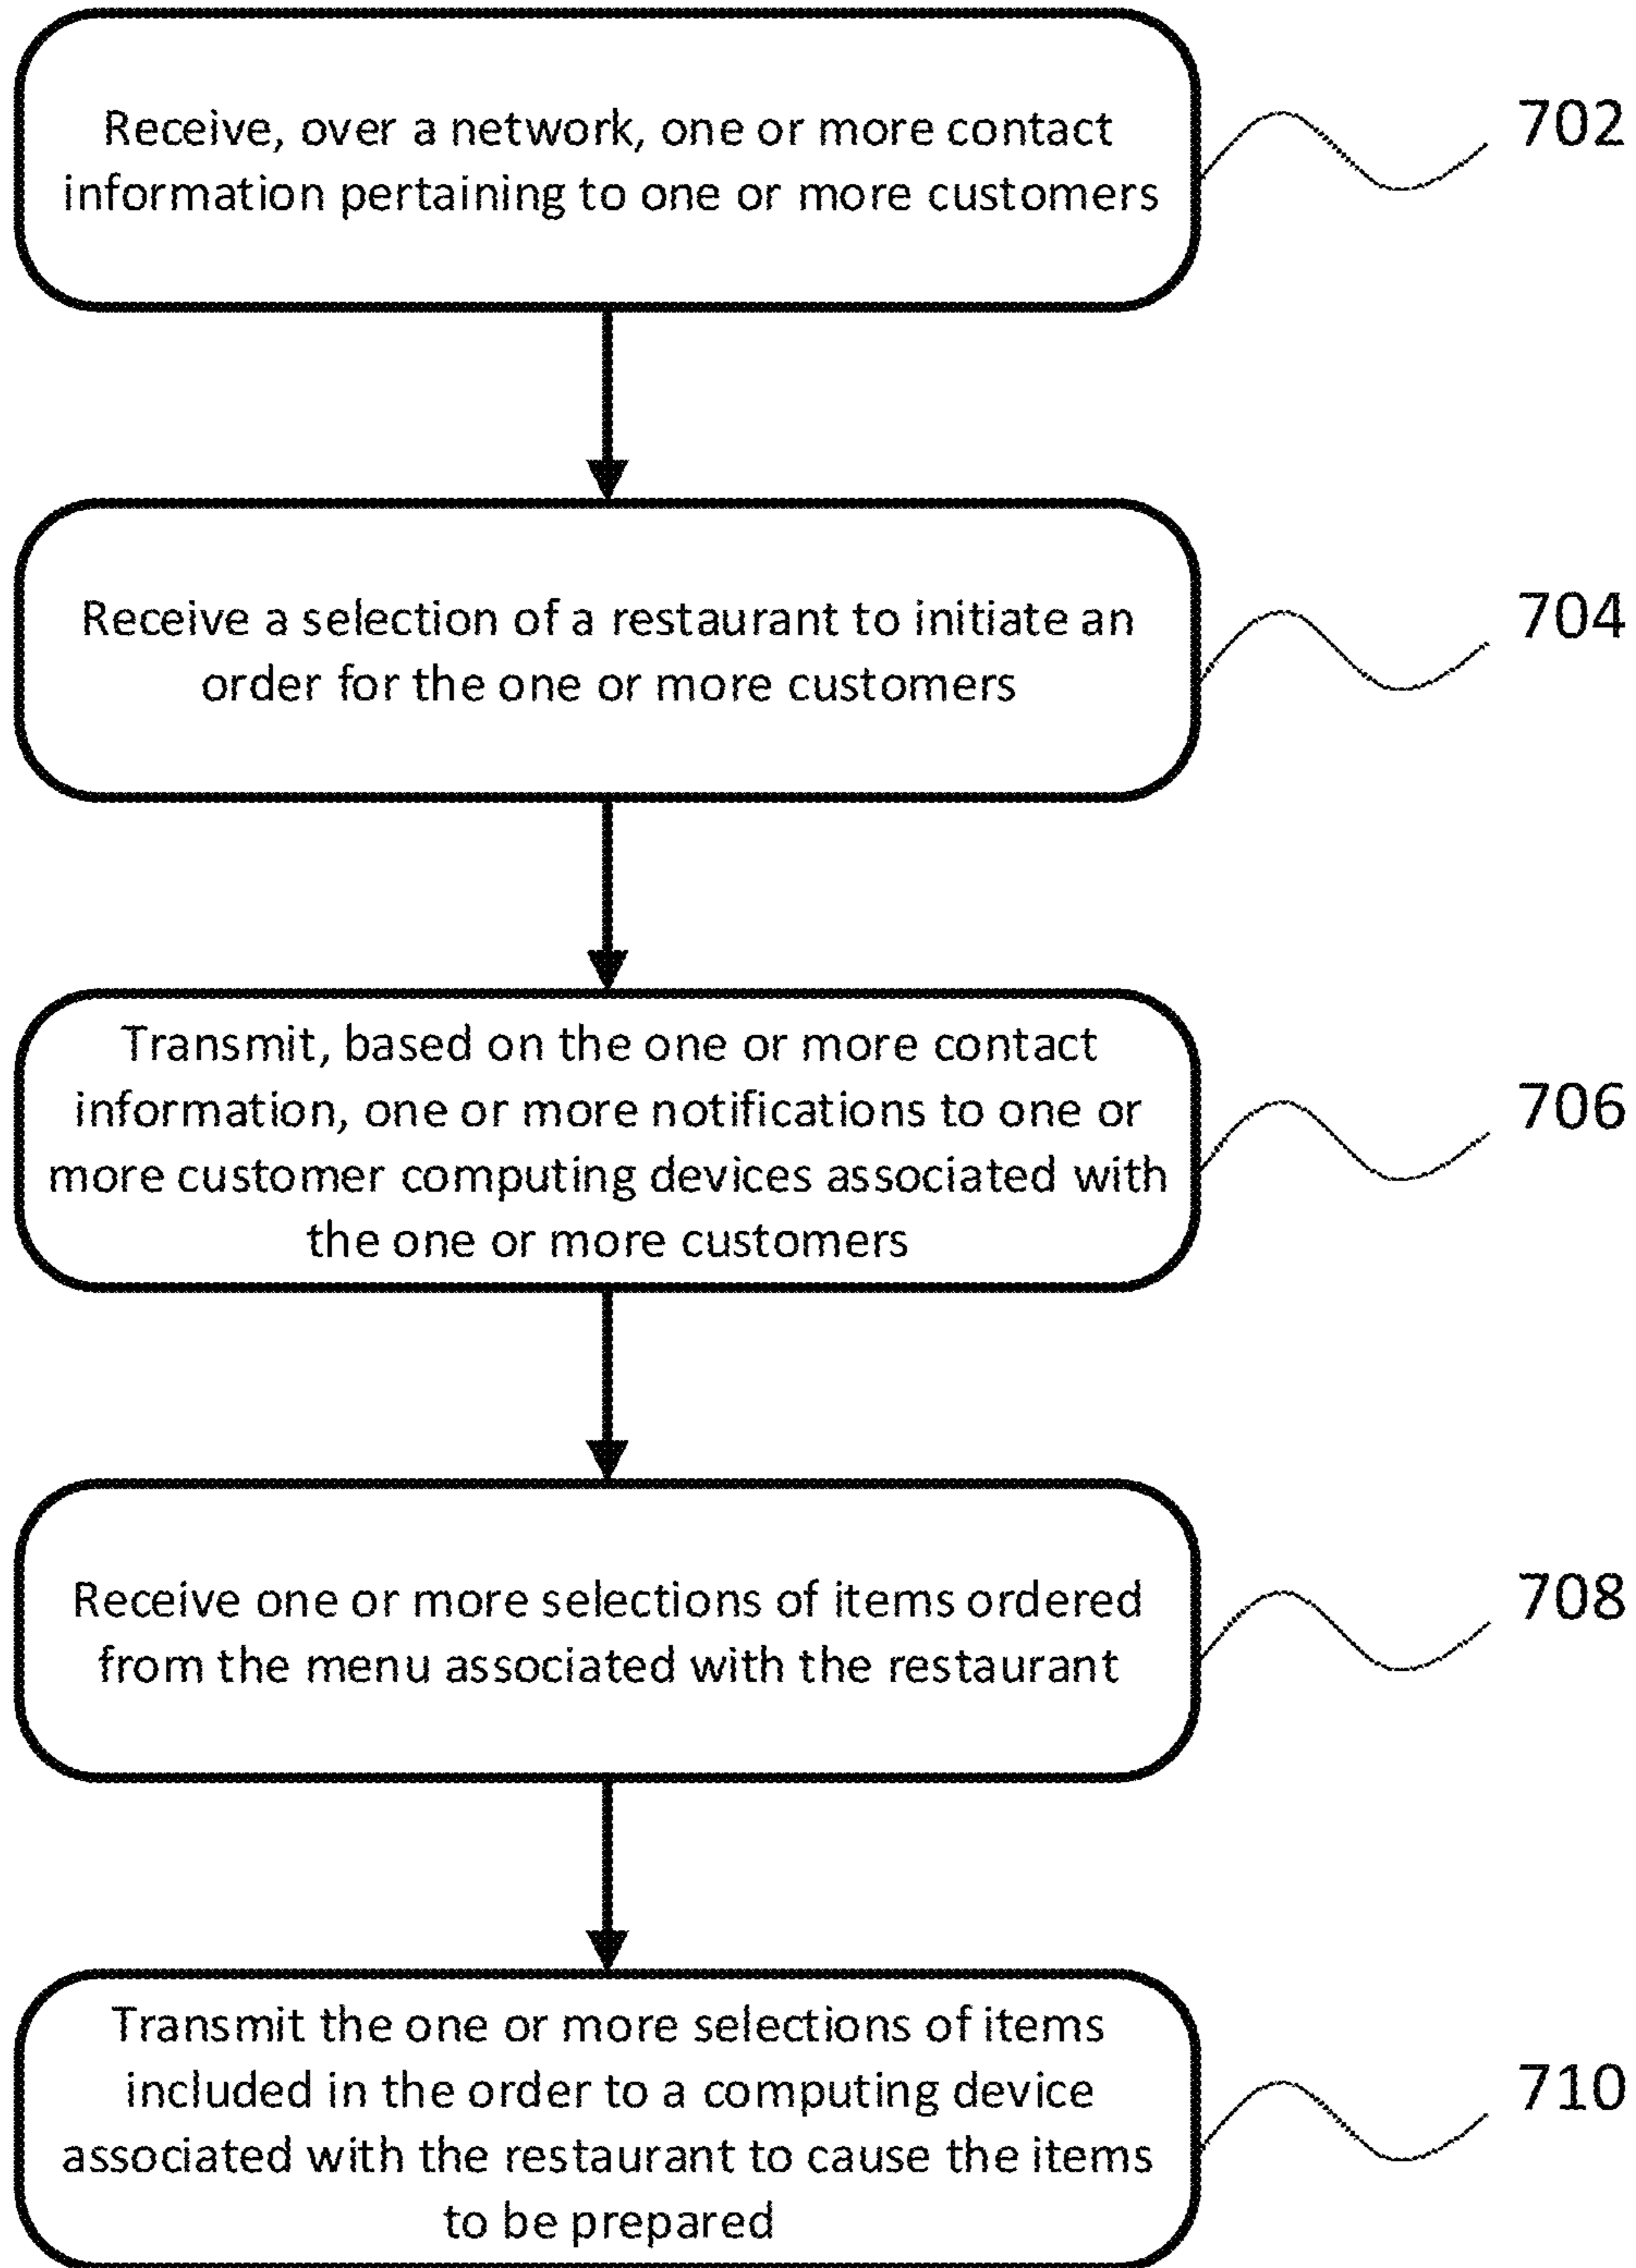 Receive, over a network, one or more contact
information pertaining to one or more customers
702
Receive a selection of a restaurant to initiate an
order for the one or more customers
704
Transmit, based on the one or more contact
information, one or more notifications to one or
more customer computing devices associated with
the one or more customers
706
Receive one or more selections of items ordered
from the menu associated with the restaurant
708
Transmit the one or more selections of items
included in the order to a computing device
associated with the restaurant to cause the items
to be prepared
710